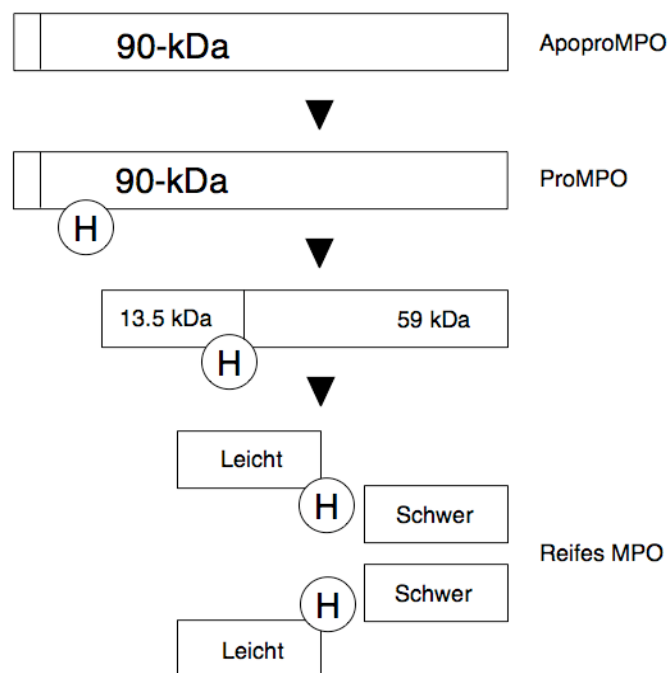 90-kDa
ApoproMPO
90-kDa
ProMPO
H
13.5 kDa
59 kDa
H
Leicht
H
Schwer
Reifes MPO
Schwer
H
Leicht